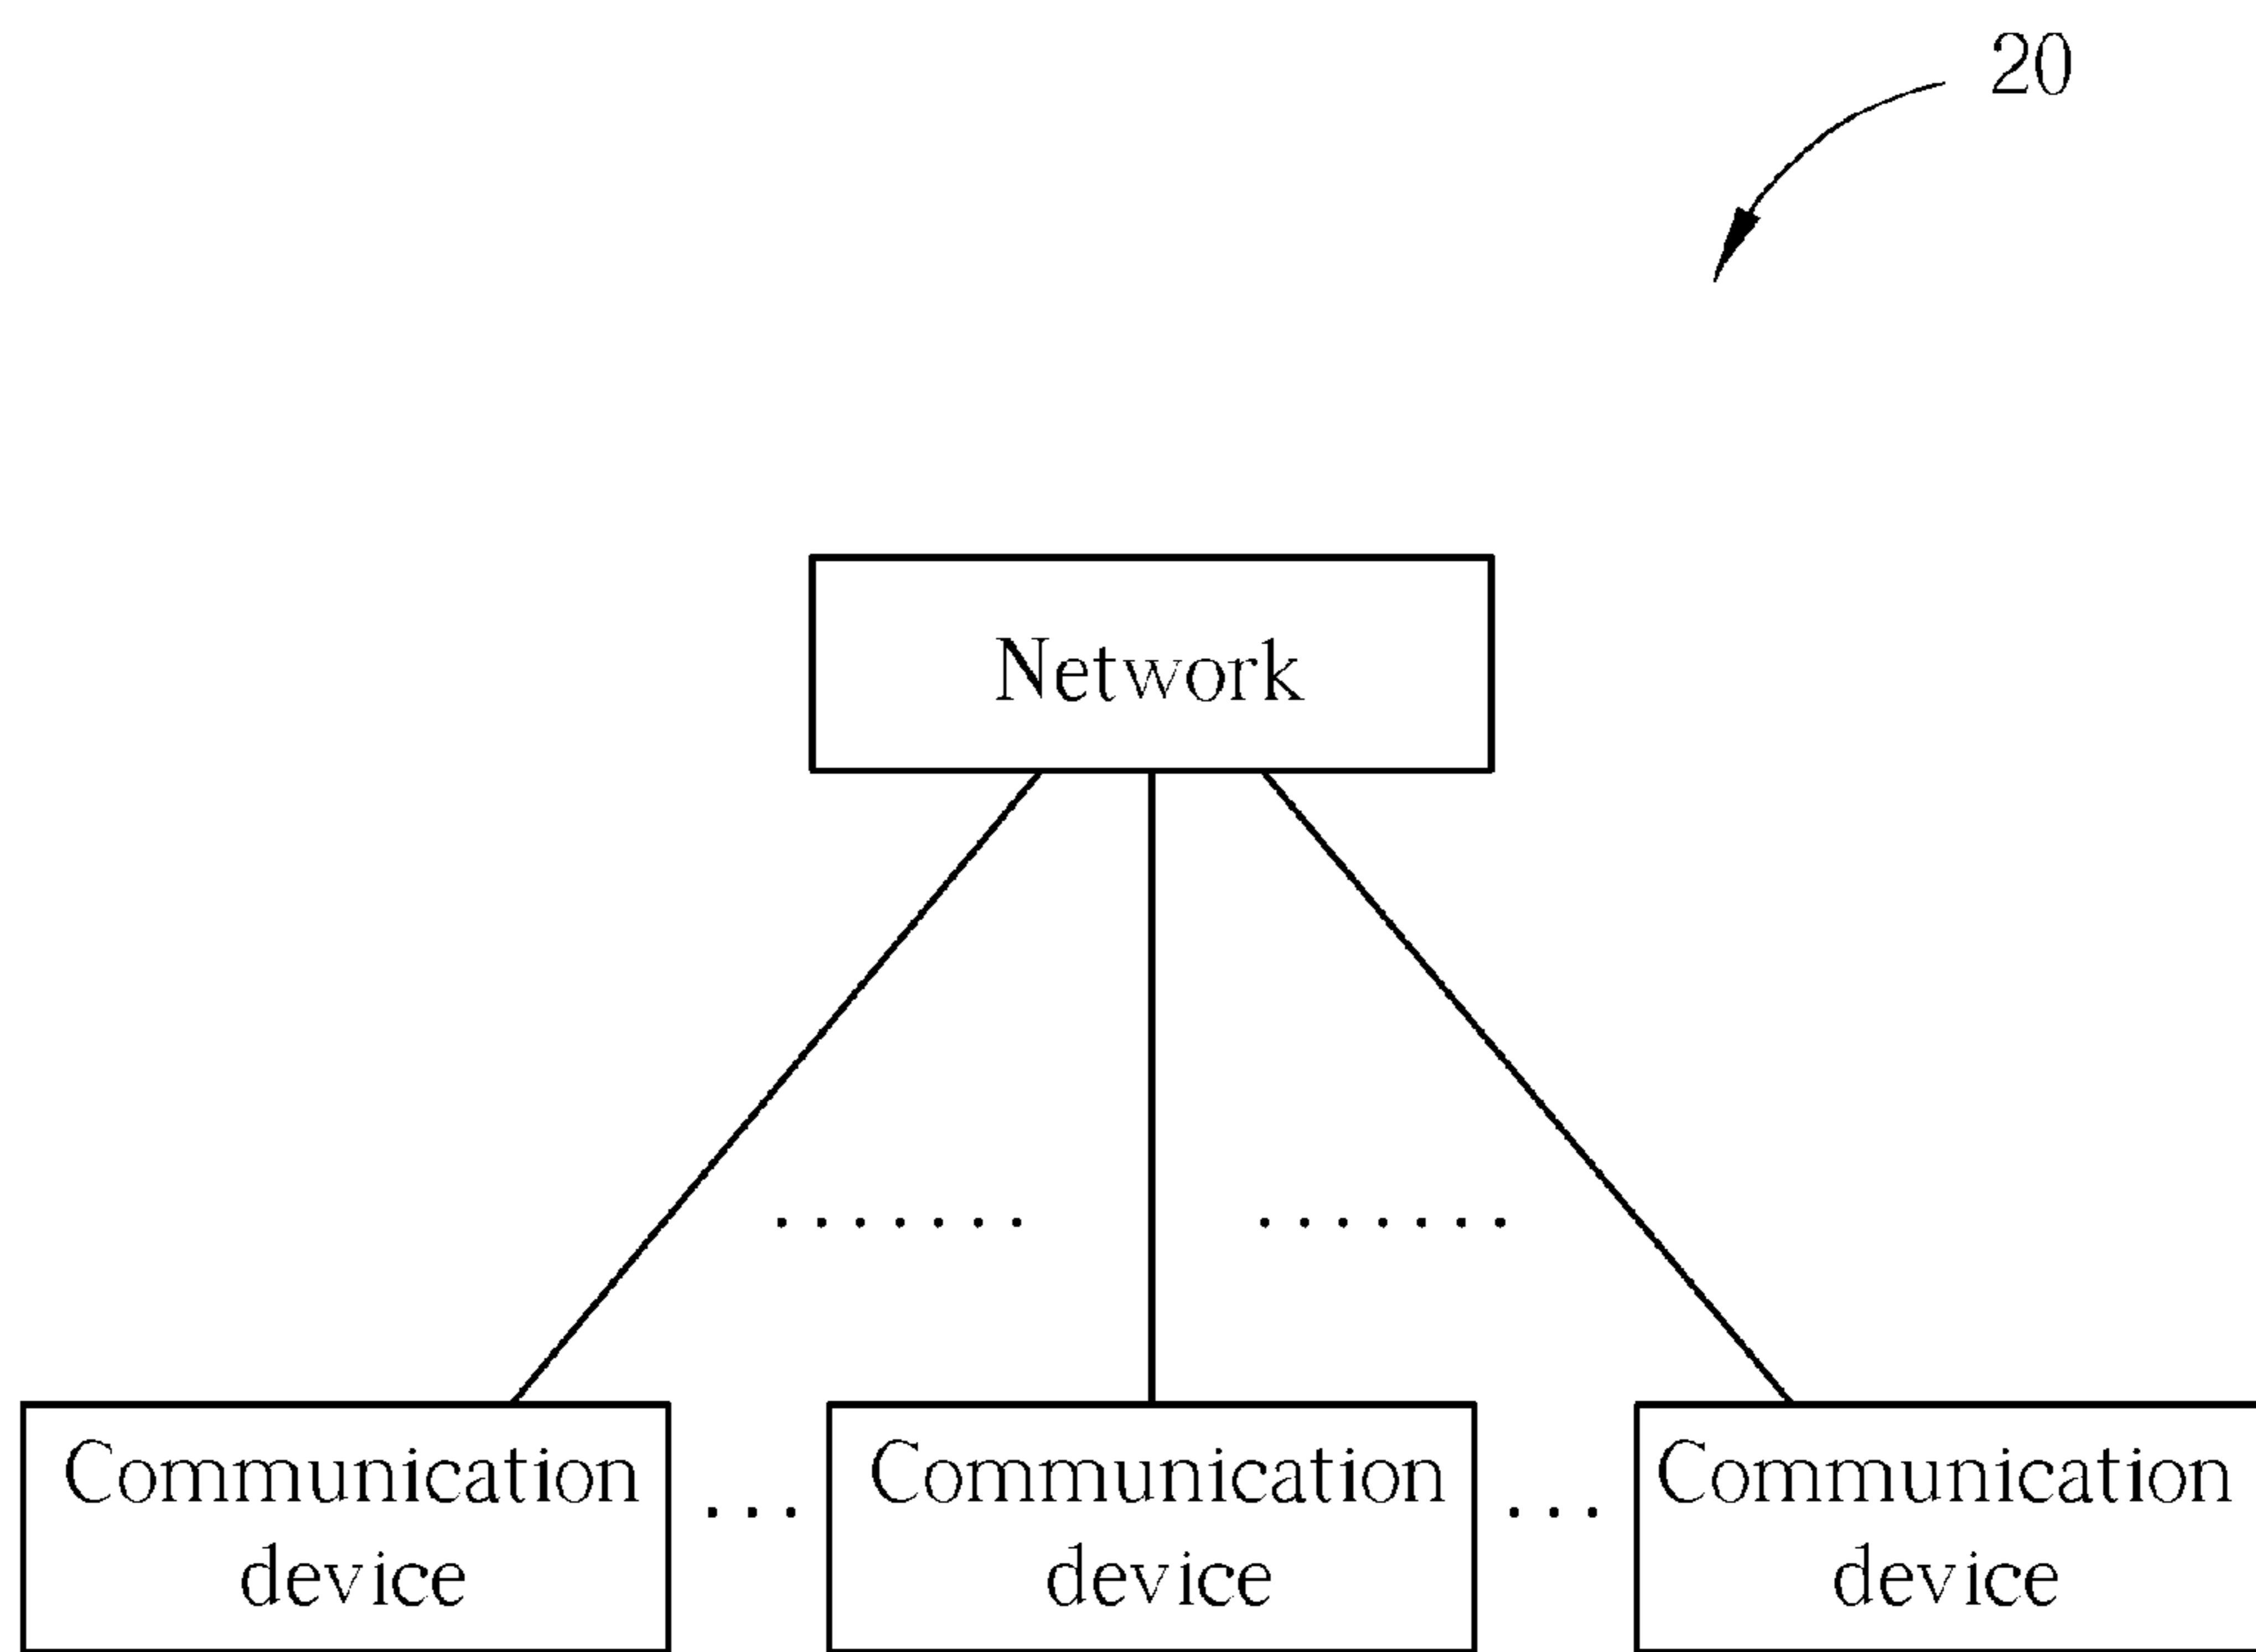 20
Network
Communication
device
... Communication
device
... Communication
device